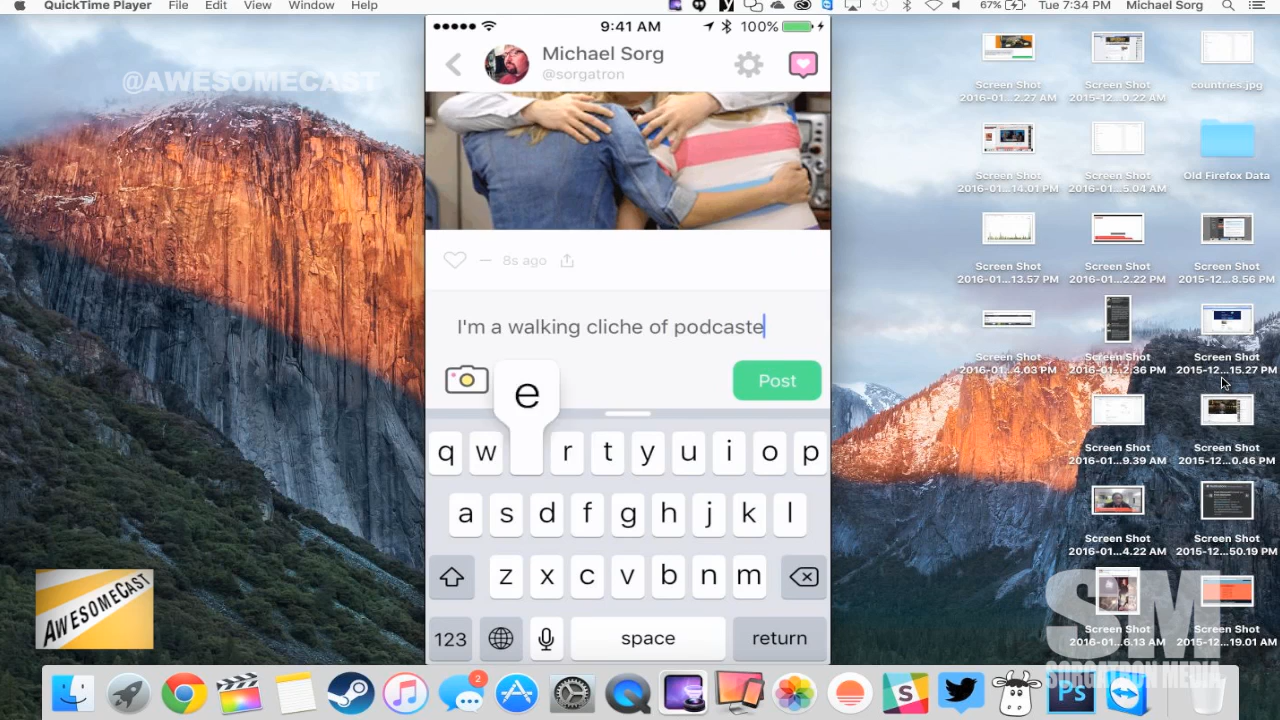 QuickTime Player File Edit View Window Help 67% Tue 7:34 PM Michael Sorg
@AWESOMECAST
9:41 AM 100%
Michael Sorg
@sorgatron
8s ago
I'm a walking cliche of podcaste
Post
e
q w r t y u i o p
a s d f g h j k l
z x c v b n m
123 space return
Screen Shot
2016-01...2.27 AM
Screen Shot
2015-12...0.22 AM
countries.jpg
Screen Shot
2016-01...14.01 PM
Screen Shot
2016-01...5.04 AM
Old Firefox Data
Screen Shot
2016-01...13.57 PM
Screen Shot
2016-01...2.22 PM
Screen Shot
2015-12...8.56 PM
Screen Shot
2016-01...4.03 PM
Screen Shot
2016-01...2.36 PM
Screen Shot
2015-12...15.27 PM
Screen Shot
2016-01...9.39 AM
Screen Shot
2015-12...0.46 PM
Screen Shot
2016-01...4.22 AM
Screen Shot
2015-12...50.19 PM
Screen Shot
2016-01...6.13 AM
Screen Shot
2015-12...19.01 AM
AWESOMECAST
SM
SORGATRON MEDIA
2
S
Ps